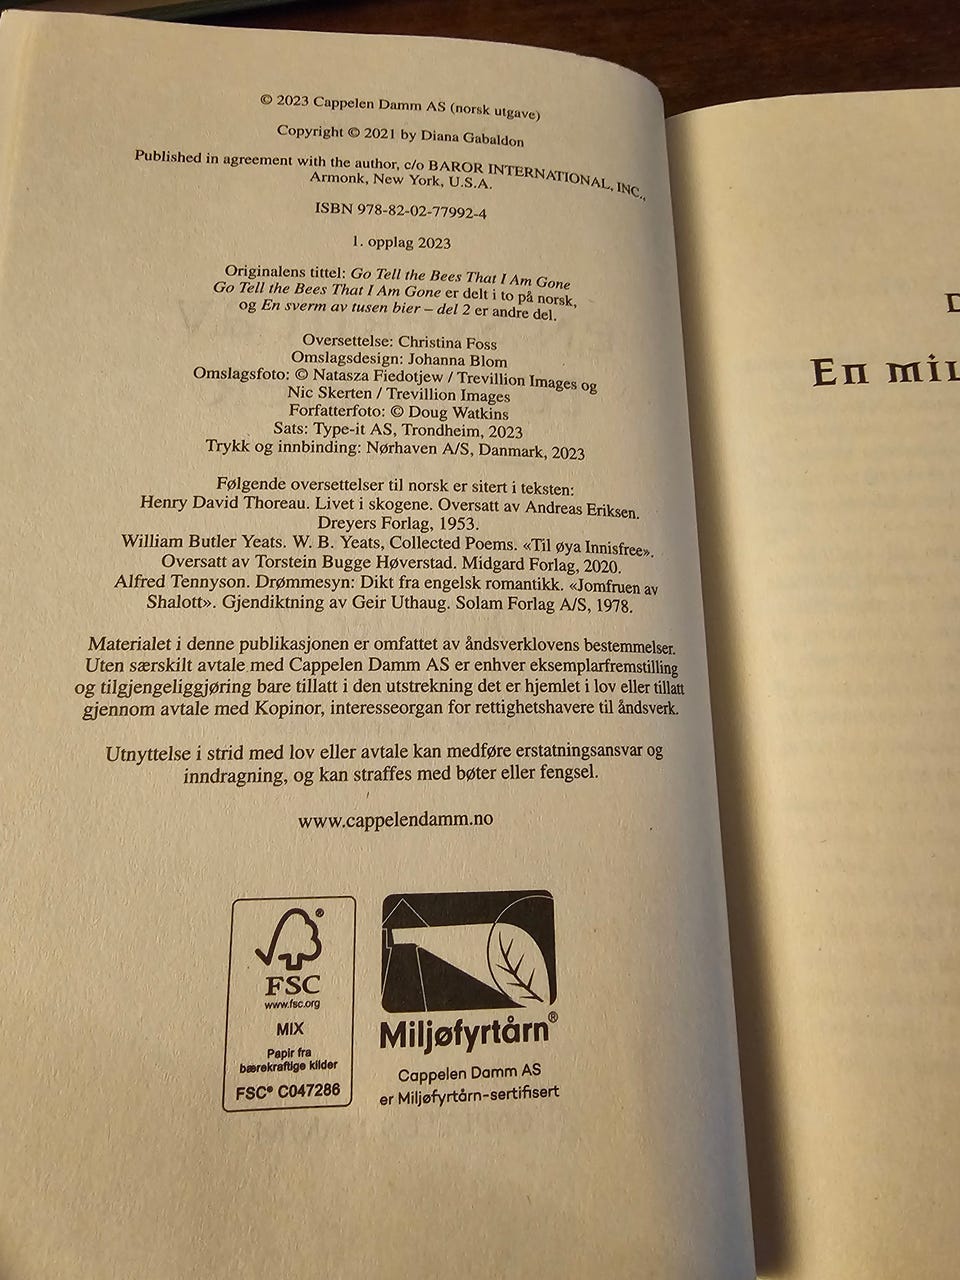 © 2023 Cappelen Damm AS (norsk utgave)
Copyright © 2021 by Diana Gabaldon
Published in agreement with the author, c/o BAROR INTERNATIONAL, INC.,
Armonk, New York, U.S.A.
ISBN 978-82-02-77992-4
1. opplag 2023
Originalens tittel: Go Tell the Bees That I Am Gone
Go Tell the Bees That I Am Gone er delt i to på norsk,
og En sverm av tusen bier – del 2 er andre del.
Oversettelse: Christina Foss
Omslagsdesign: Johanna Blom
Omslagsfoto: © Natasza Fiedotjew / Trevillion Images og
Nic Skerten / Trevillion Images
Forfatterfoto: © Doug Watkins
Sats: Type-it AS, Trondheim, 2023
Trykk og innbinding: Nørhaven A/S, Danmark, 2023
Følgende oversettelser til norsk er sitert i teksten:
Henry David Thoreau. Livet i skogene. Oversatt av Andreas Eriksen.
Dreyers Forlag, 1953.
William Butler Yeats. W. B. Yeats, Collected Poems. «Til øya Innisfree».
Oversatt av Torstein Bugge Høverstad. Midgard Forlag, 2020.
Alfred Tennyson. Drømmesyn: Dikt fra engelsk romantikk. «Jomfruen av
Shalott». Gjendiktning av Geir Uthaug. Solam Forlag A/S, 1978.
Materialet i denne publikasjonen er omfattet av åndsverklovens bestemmelser.
Uten særskilt avtale med Cappelen Damm AS er enhver eksemplarfremstilling
og tilgjengeliggjøring bare tillatt i den utstrekning det er hjemlet i lov eller tillatt
gjennom avtale med Kopinor, interesseorgan for rettighetshavere til åndsverk.
Utnyttelse i strid med lov eller avtale kan medføre erstatningsansvar og
inndragning, og kan straffes med bøter eller fengsel.
www.cappelendamm.no
FSC®
www.fsc.org
MIX
Papir fra
bærekraftige kilder
FSC® C047286
Miljøfyrtårn®
Cappelen Damm AS
er Miljøfyrtårn-sertifisert
En mil